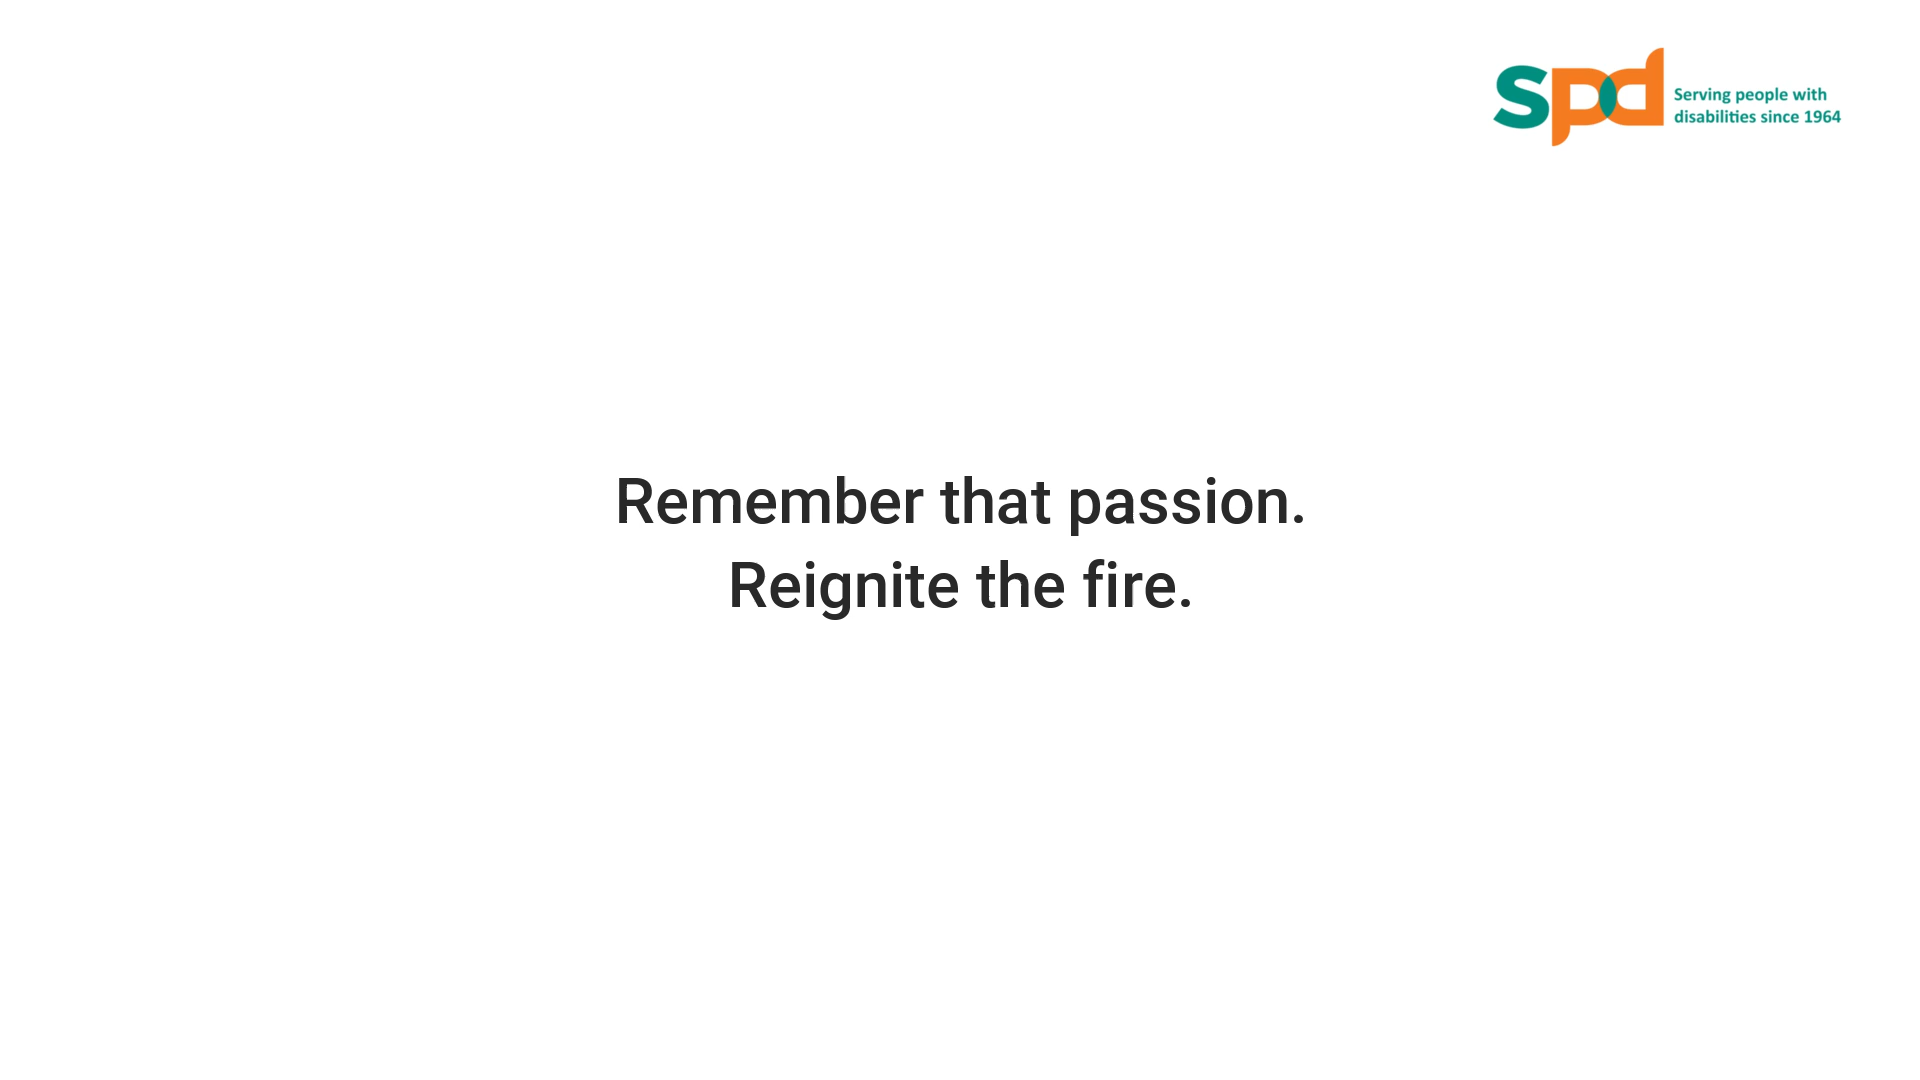 spd
Serving people with
disabilities since 1964
Remember that passion.
Reignite the fire.